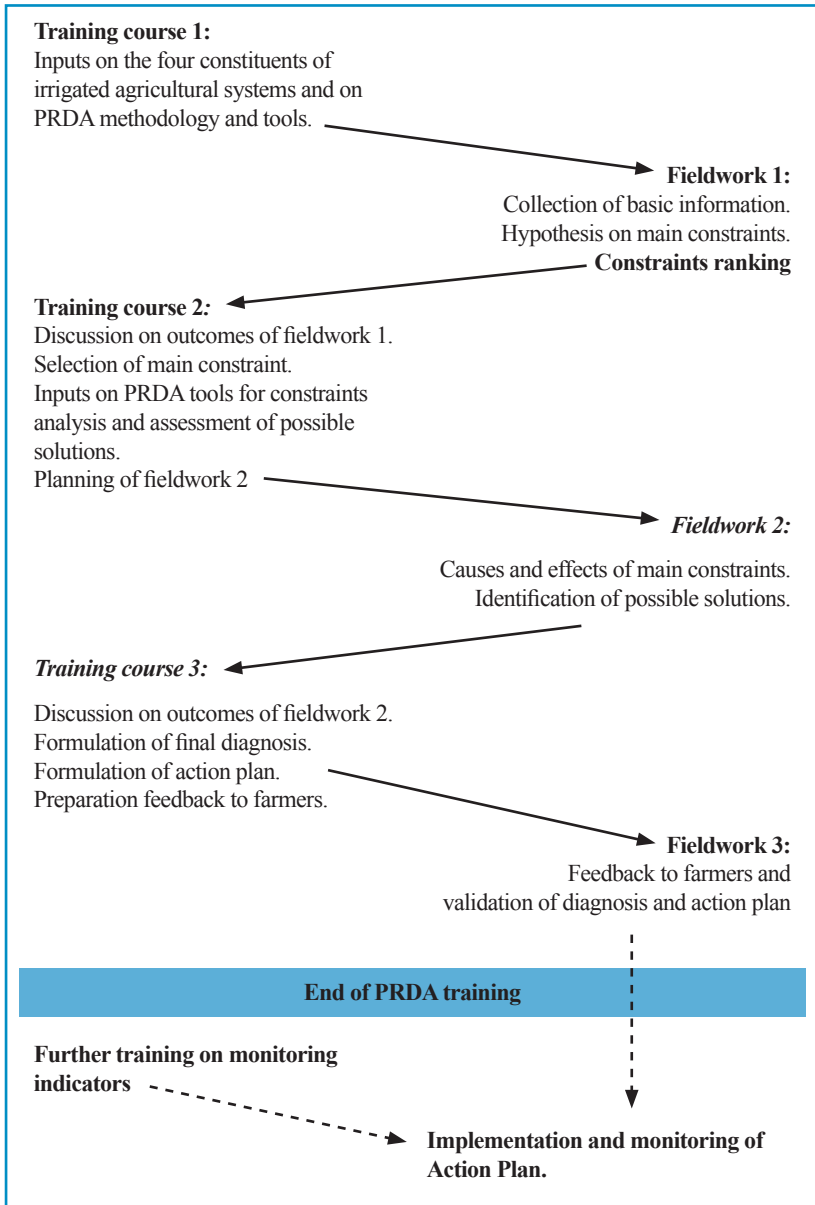 Training course 1:
Inputs on the four constituents of
irrigated agricultural systems and on
PRDA methodology and tools.
Fieldwork 1:
Collection of basic information.
Hypothesis on main constraints.
Constraints ranking
Training course 2:
Discussion on outcomes of fieldwork 1.
Selection of main constraint.
Inputs on PRDA tools for constraints
analysis and assessment of possible
solutions.
Planning of fieldwork 2
Fieldwork 2:
Causes and effects of main constraints.
Identification of possible solutions.
Training course 3:
Discussion on outcomes of fieldwork 2.
Formulation of final diagnosis.
Formulation of action plan.
Preparation feedback to farmers.
Fieldwork 3:
Feedback to farmers and
validation of diagnosis and action plan
End of PRDA training
Further training on monitoring
indicators
Implementation and monitoring of
Action Plan.